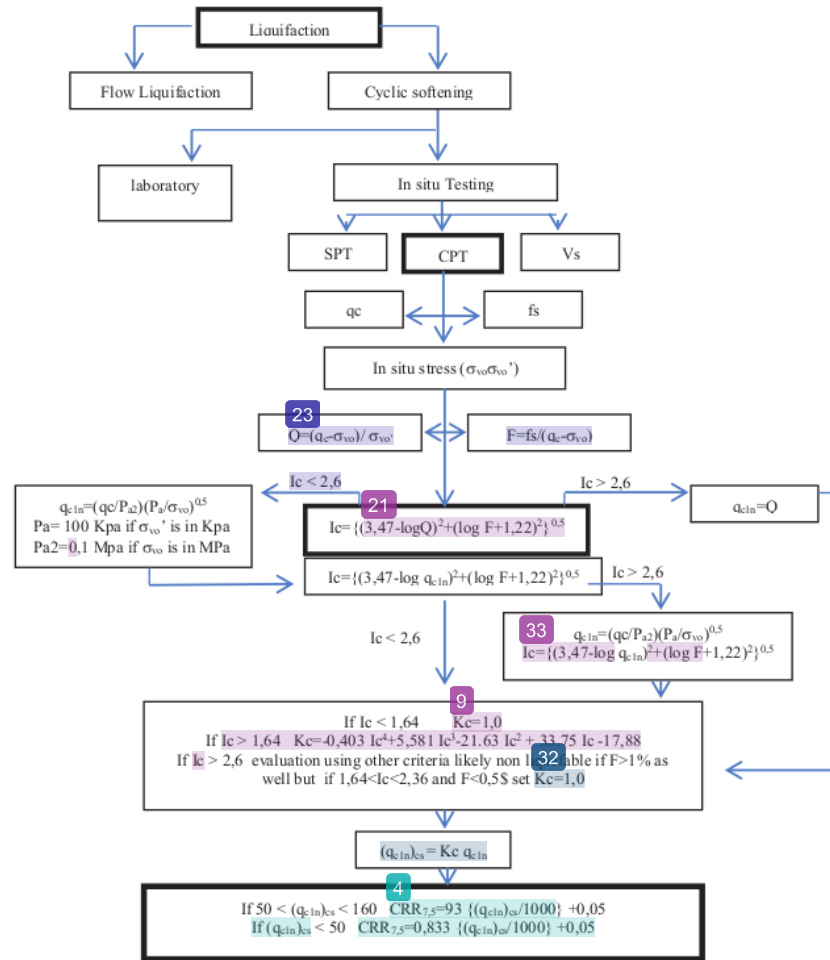 Liquifaction
Flow Liquifaction
Cyclic softening
laboratory
In situ Testing
SPT
CPT
Vs
qc
fs
In situ stress (σvoσvo’)
23
Q=(qc-σvo)/ σvo’
F=fs/(qc-σvo)
Ic < 2,6
Ic > 2,6
qc1n=(qc/Pa2)(Pa/σvo)^0,5
Pa= 100 Kpa if σvo’ is in Kpa
Pa2=0,1 Mpa if σvo is in MPa
21
Ic={(3,47-logQ)²+(log F+1,22)²}^0,5
qc1n=Q
Ic={(3,47-log qc1n)²+(log F+1,22)²}^0,5
Ic > 2,6
Ic < 2,6
33
qc1n=(qc/Pa2)(Pa/σvo)^0,5
Ic={(3,47-log qc1n)²+(log F+1,22)²}^0,5
9
If Ic < 1,64 Kc=1,0
If Ic > 1,64 Kc=-0,403 Ic⁴+5,581 Ic³-21.63 Ic² + 33.75 Ic -17,88
32
If Ic > 2,6 evaluation using other criteria likely non if F>1% as
well but if 1,64<Ic<2,36 and F<0,5$ set Kc=1,0
(qc1n)cs = Kc qc1n
4
If 50 < (qc1n)cs < 160 CRR7,5=93 {(qc1n)cs/1000} +0,05
If (qc1n)cs < 50 CRR7,5=0,833 {(qc1n)cs/1000} +0,05